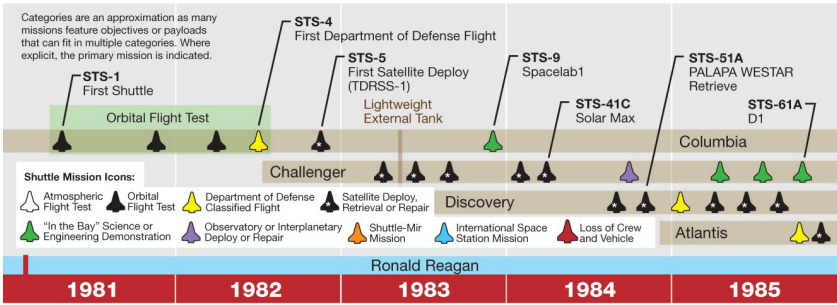 Categories are an approximation as many
missions feature objectives or payloads
that can fit in multiple categories. Where
explicit, the primary mission is indicated.
STS-1
First Shuttle
STS-4
First Department of Defense Flight
STS-5
First Satellite Deploy
(TDRSS-1)
STS-9
Spacelab1
STS-51A
PALAPA WESTAR
Retrieve
STS-41C
Solar Max
STS-61A
D1
Lightweight
External Tank
Orbital Flight Test
Columbia
Challenger
Discovery
Atlantis
Shuttle Mission Icons:
Atmospheric
Flight Test
Orbital
Flight Test
Department of Defense
Classified Flight
Satellite Deploy,
Retrieval or Repair
“In the Bay” Science or
Engineering Demonstration
Observatory or Interplanetary
Deploy or Repair
Shuttle-Mir
Mission
International Space
Station Mission
Loss of Crew
and Vehicle
Ronald Reagan
1981 1982 1983 1984 1985